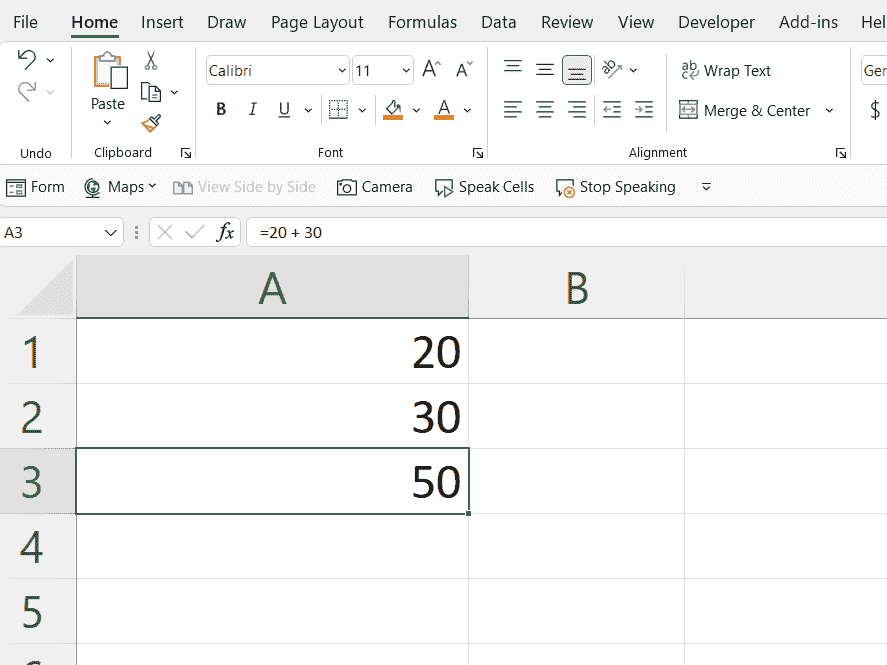 File Home Insert Draw Page Layout Formulas Data Review View Developer Add-ins Hel
Calibri 11 ab Wrap Text Gen
Paste B I U A Merge & Center $
Undo Clipboard Font Alignment
Form Maps View Side by Side Camera Speak Cells Stop Speaking
A3 fx =20 + 30
A B
1 20
2 30
3 50
4
5